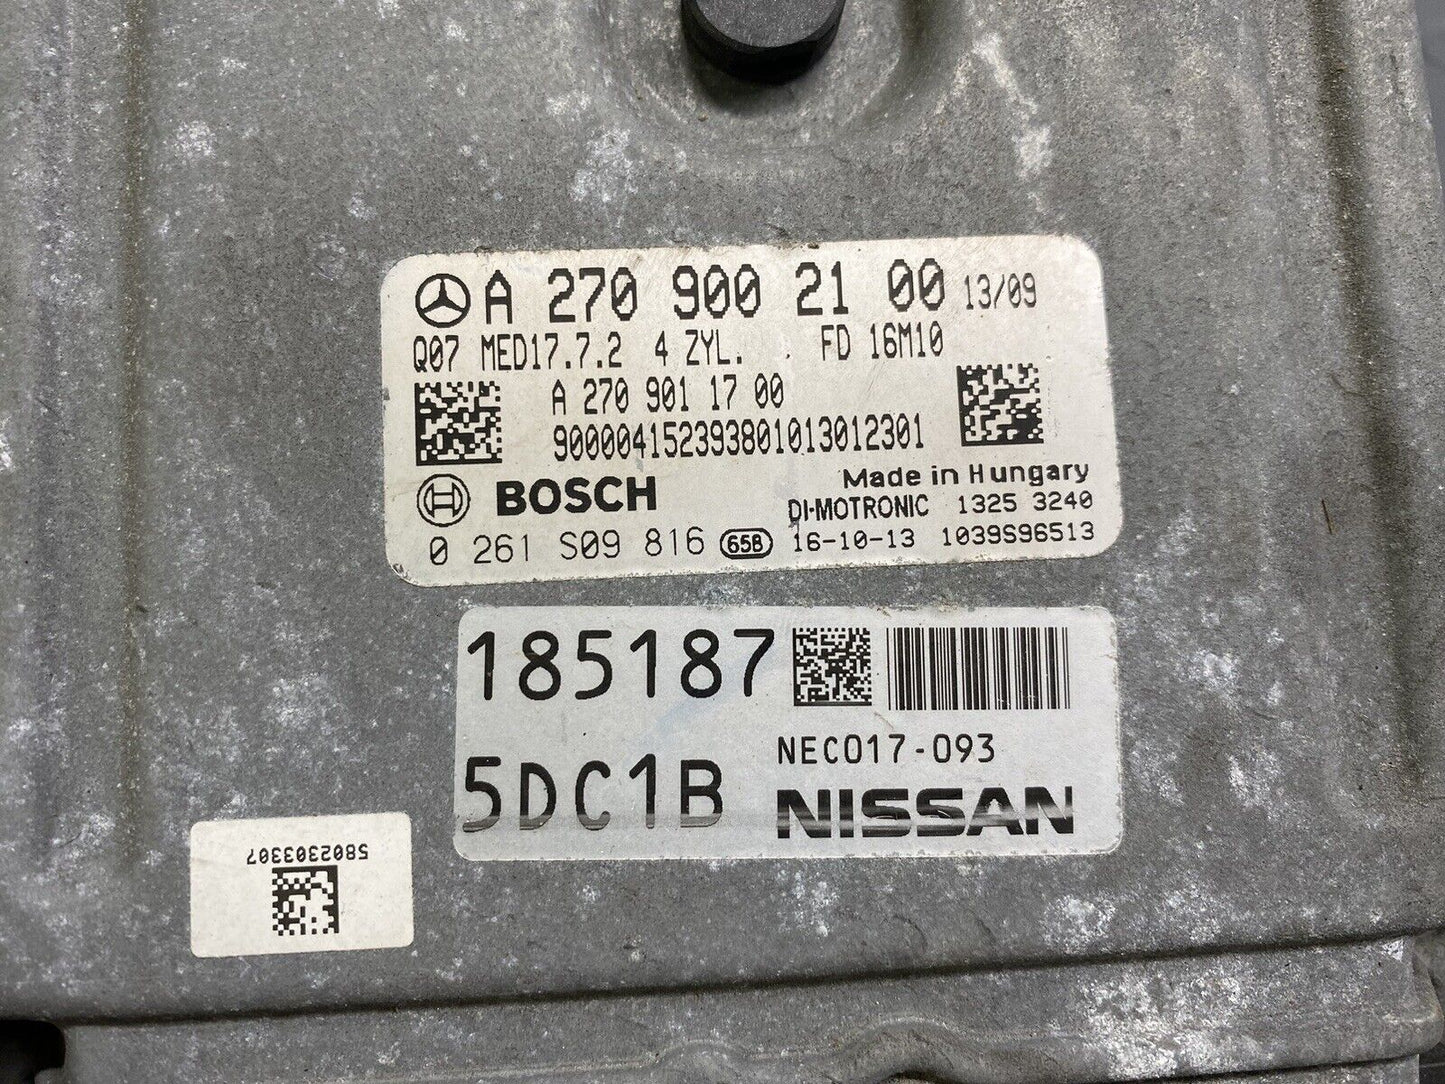 A 270 900 21 00 13/09
Q07 MED17.7.2 4 ZYL. FD 16M10
A 270 901 17 00
900004152393801013012301
Made in Hungary
BOSCH DI-MOTRONIC 1325 3240
0 261 S09 816 65B 16-10-13 1039S96513
185187
5DC1B NEC017-093
NISSAN
5802303307